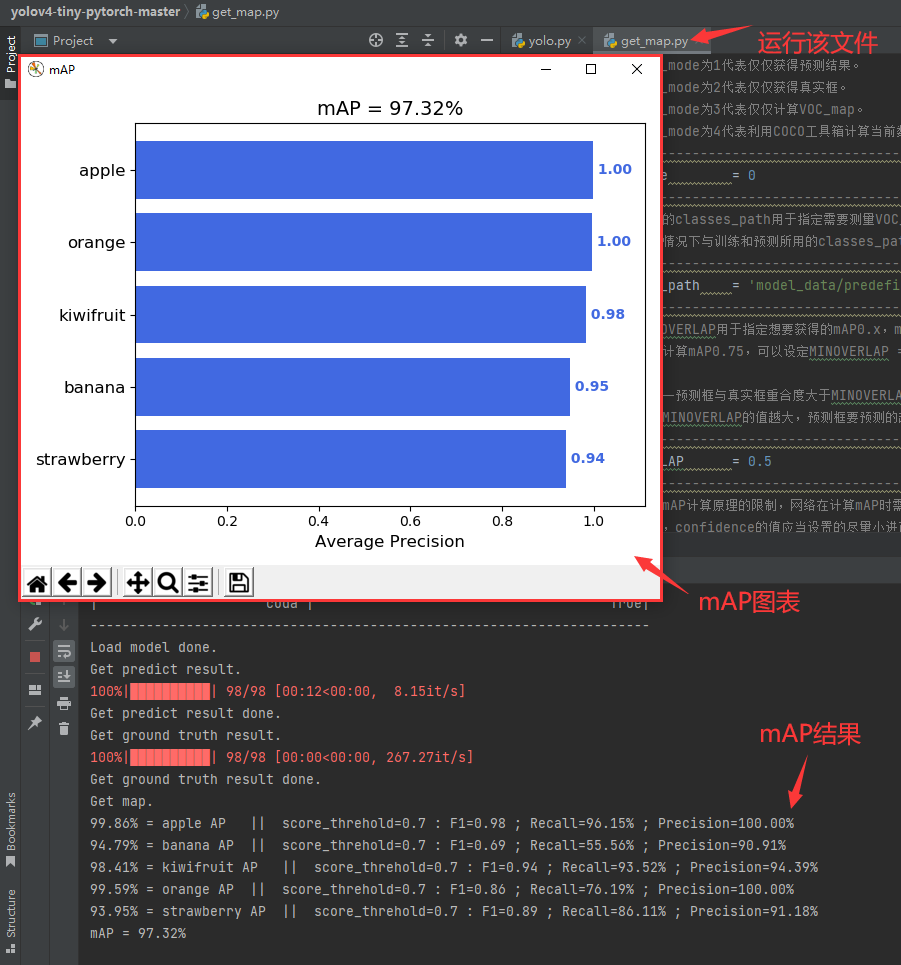 yolov4-tiny-pytorch-master 〉 get_map.py
Project
Project
yolo.py ×
get_map.py ×
运行该文件
mAP
_mode为1代表仅仅获得预测结果。
_mode为2代表仅仅获得真实框。
_mode为3代表仅仅计算VOC_map。
_mode为4代表利用COCO工具箱计算当前
= 0
的classes_path用于指定需要测量VOC_
情况下与训练和预测所用的classes_pat
_path = 'model_data/predefi
OVERLAP用于指定想要获得的mAP0.x，m
计算mAP0.75，可以设定MINOVERLAP =
一预测框与真实框重合度大于MINOVERLA
MINOVERLAP的值越大，预测框要预测的
AP = 0.5
mAP计算原理的限制，网络在计算mAP时需
，confidence的值应当设置的尽量小进
mAP = 97.32%
apple
1.00
orange
1.00
kiwifruit
0.98
banana
0.95
strawberry
0.94
0.0 0.2 0.4 0.6 0.8 1.0
Average Precision
mAP图表
| cuda | True|
----------------------------------------------------------------------
Load model done.
Get predict result.
100%|██████████| 98/98 [00:12<00:00,  8.15it/s]
Get predict result done.
Get ground truth result.
100%|██████████| 98/98 [00:00<00:00, 267.27it/s]
Get ground truth result done.
Get map.
mAP结果
99.86% = apple AP  ||  score_threhold=0.7 : F1=0.98 ; Recall=96.15% ; Precision=100.00%
94.79% = banana AP  ||  score_threhold=0.7 : F1=0.69 ; Recall=55.56% ; Precision=90.91%
98.41% = kiwifruit AP  ||  score_threhold=0.7 : F1=0.94 ; Recall=93.52% ; Precision=94.39%
99.59% = orange AP  ||  score_threhold=0.7 : F1=0.86 ; Recall=76.19% ; Precision=100.00%
93.95% = strawberry AP  ||  score_threhold=0.7 : F1=0.89 ; Recall=86.11% ; Precision=91.18%
mAP = 97.32%
Bookmarks
Structure